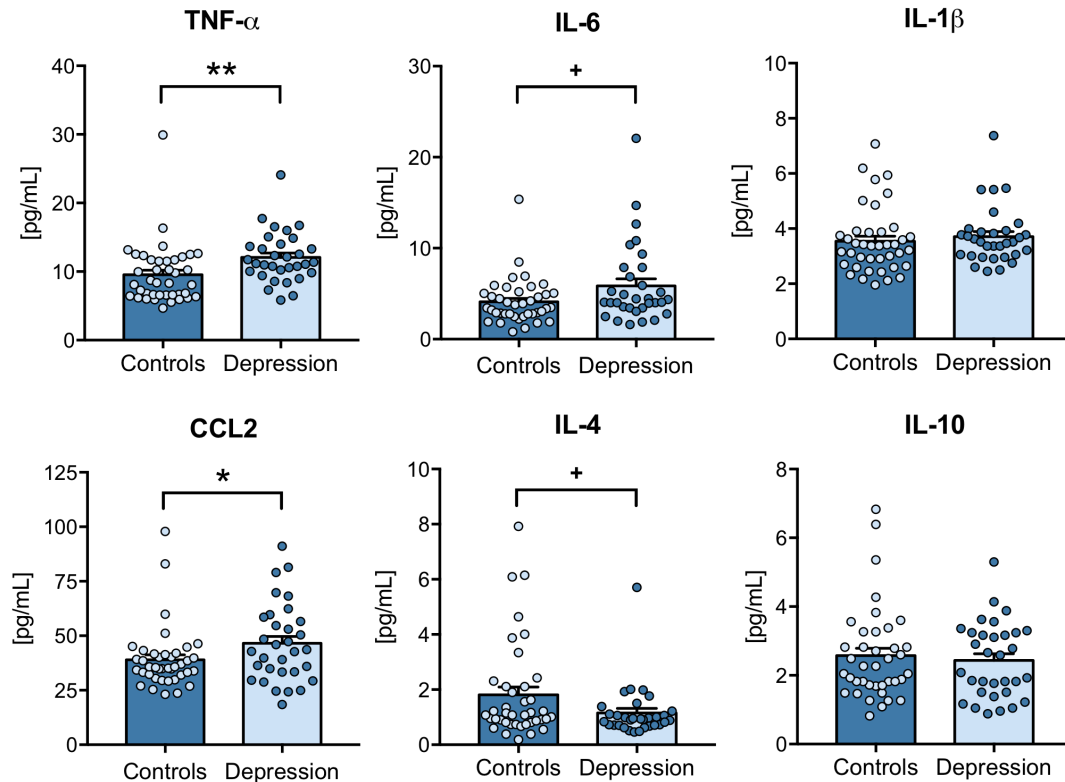 TNF-α
40
30
20
10
0
[pg/mL]
**
Controls
Depression
IL-6
30
20
10
0
[pg/mL]
+
Controls
Depression
IL-1β
10
8
6
4
2
0
[pg/mL]
Controls
Depression
CCL2
125
100
75
50
25
0
[pg/mL]
*
Controls
Depression
IL-4
10
8
6
4
2
0
[pg/mL]
+
Controls
Depression
IL-10
8
6
4
2
0
[pg/mL]
Controls
Depression